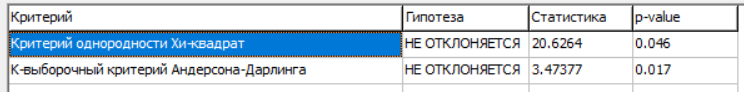 Критерий Гипотеза Статистика p-value
Критерий однородности Хи-квадрат НЕ ОТКЛОНЯЕТСЯ 20.6264 0.046
К-выборочный критерий Андерсона-Дарлинга НЕ ОТКЛОНЯЕТСЯ 3.47377 0.017